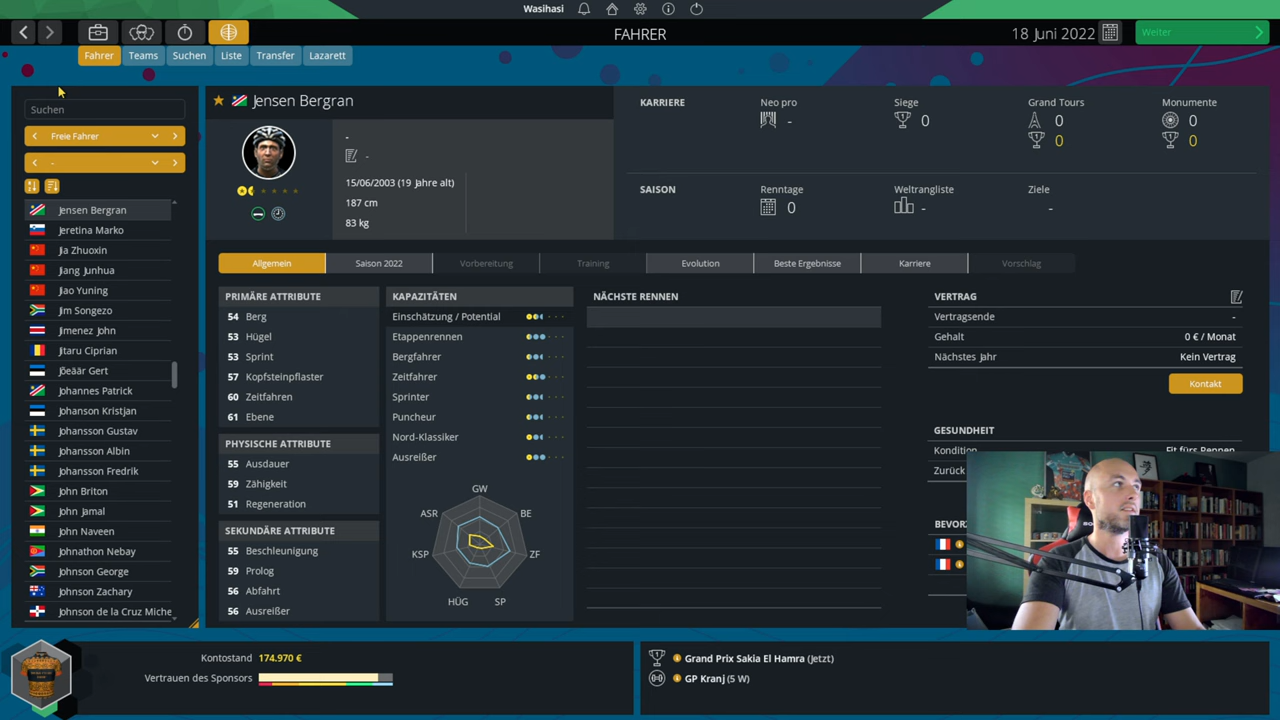 Wasihasi
FAHRER
18 Juni 2022
Weiter
Fahrer
Teams
Suchen
Liste
Transfer
Lazarett
Suchen
Freie Fahrer
-
Jensen Bergran
Jeretina Marko
Jia Zhuoxin
Jiang Junhua
Jiao Yuning
Jim Songezo
Jimenez John
Jitaru Ciprian
Jõeäär Gert
Johannes Patrick
Johanson Kristjan
Johansson Gustav
Johansson Albin
Johansson Fredrik
John Briton
John Jamal
John Naveen
Johnathon Nebay
Johnson George
Johnson Zachary
Johnson de la Cruz Miche
Jensen Bergran
-
-
15/06/2003 (19 Jahre alt)
187 cm
83 kg
KARRIERE
Neo pro
-
Siege
0
Grand Tours
0
0
Monumente
0
0
SAISON
Renntage
0
Weltrangliste
-
Ziele
-
Allgemein
Saison 2022
Vorbereitung
Training
Evolution
Beste Ergebnisse
Karriere
Vorschlag
PRIMÄRE ATTRIBUTE
54 Berg
53 Hügel
53 Sprint
57 Kopfsteinpflaster
60 Zeitfahren
61 Ebene
PHYSISCHE ATTRIBUTE
55 Ausdauer
59 Zähigkeit
51 Regeneration
SEKUNDÄRE ATTRIBUTE
55 Beschleunigung
59 Prolog
56 Abfahrt
56 Ausreißer
KAPAZITÄTEN
Einschätzung / Potential
Etappenrennen
Bergfahrer
Zeitfahrer
Sprinter
Puncheur
Nord-Klassiker
Ausreißer
GW
BE
ZF
SP
HÜG
KSP
ASR
NÄCHSTE RENNEN
VERTRAG
Vertragsende -
Gehalt 0 € / Monat
Nächstes Jahr Kein Vertrag
Kontakt
GESUNDHEIT
Kondition Fit fürs Rennen
Zurück
BEVORZ
Kontostand 174.970 €
Vertrauen des Sponsors
Grand Prix Sakia El Hamra (Jetzt)
GP Kranj (5 W)